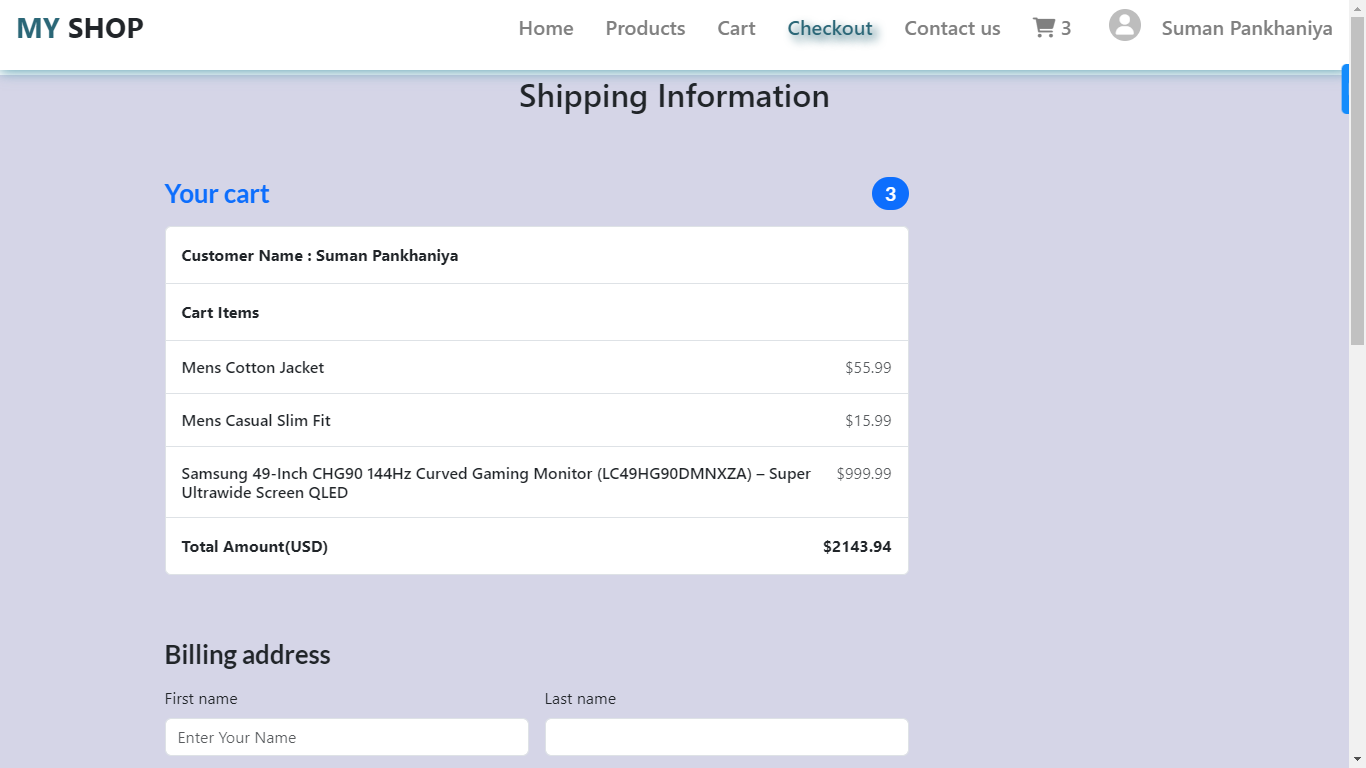 MY SHOP
Home Products Cart Checkout Contact us 3 Suman Pankhaniya
Shipping Information
Your cart 3
Customer Name : Suman Pankhaniya
Cart Items
Mens Cotton Jacket $55.99
Mens Casual Slim Fit $15.99
Samsung 49-Inch CHG90 144Hz Curved Gaming Monitor (LC49HG90DMNXZA) – Super $999.99
Ultrawide Screen QLED
Total Amount(USD) $2143.94
Billing address
First name Last name
Enter Your Name